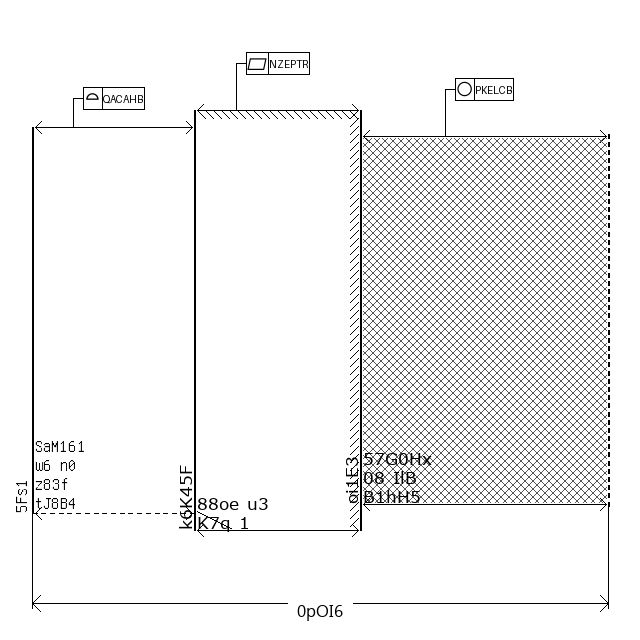 NZEPTR
PKELCB
QACAHB
SaM161
w6 n0
z83f
tJ8B4
5Fs1
k6K45F
88oe u3
K7q 1
oi1E3
57G0Hx
08 IlB
B1hH5
0pOI6